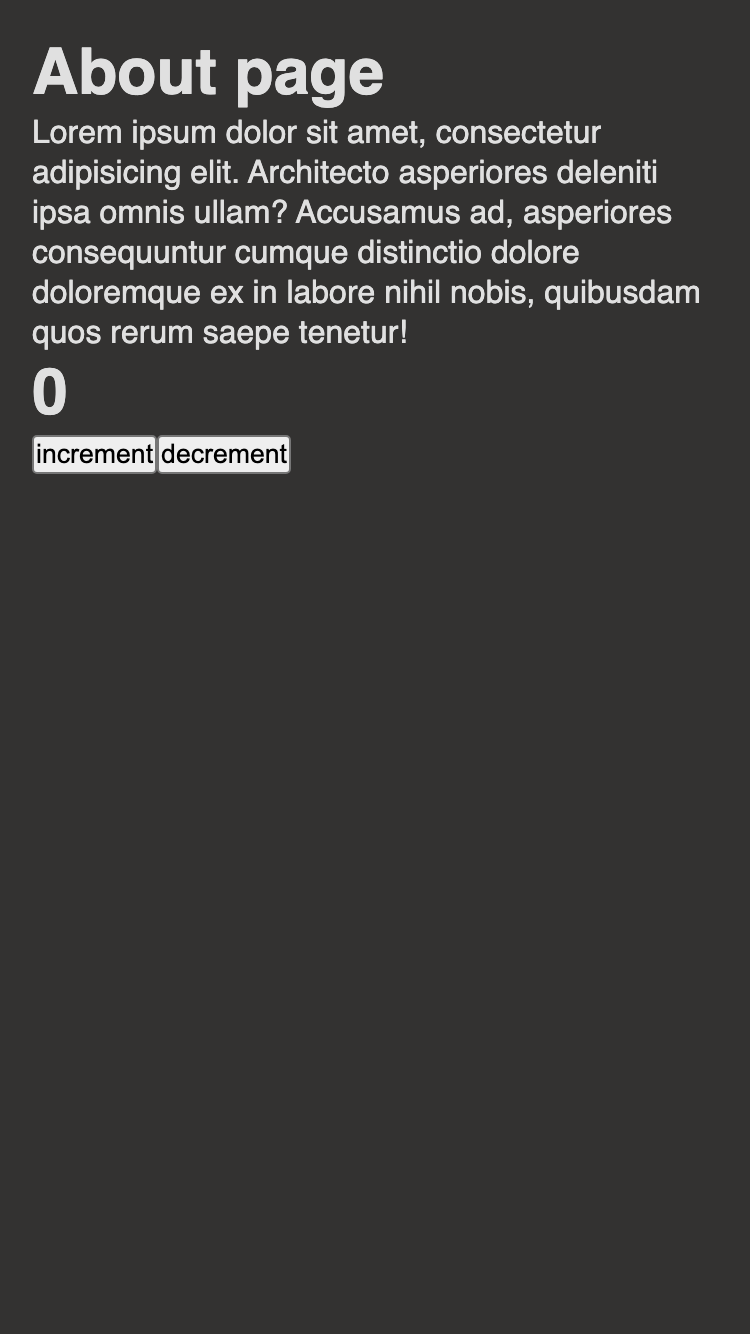 About page
Lorem ipsum dolor sit amet, consectetur
adipisicing elit. Architecto asperiores deleniti
ipsa omnis ullam? Accusamus ad, asperiores
consequuntur cumque distinctio dolore
doloremque ex in labore nihil nobis, quibusdam
quos rerum saepe tenetur!
0
increment decrement